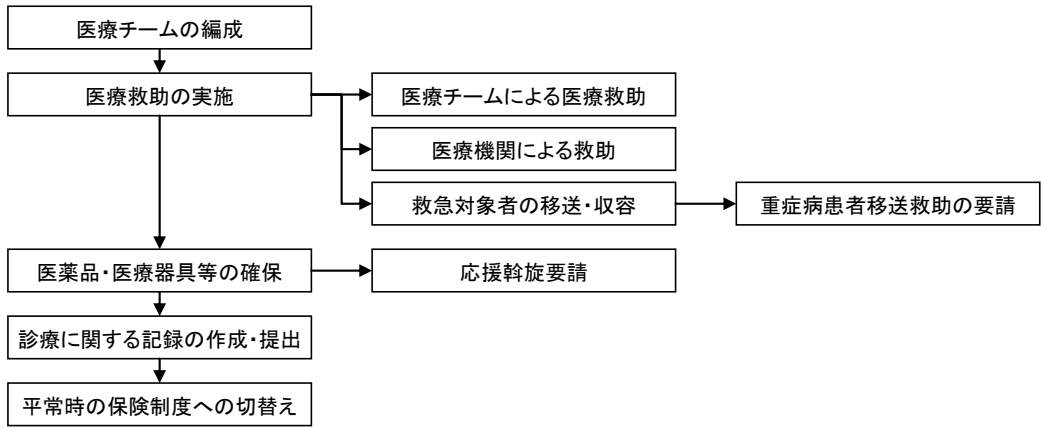 医療チームの編成
医療救助の実施
医療チームによる医療救助
医療機関による救助
救急対象者の移送・収容
重症病患者移送救助の要請
医薬品・医療器具等の確保
応援斡旋要請
診療に関する記録の作成・提出
平常時の保険制度への切替え